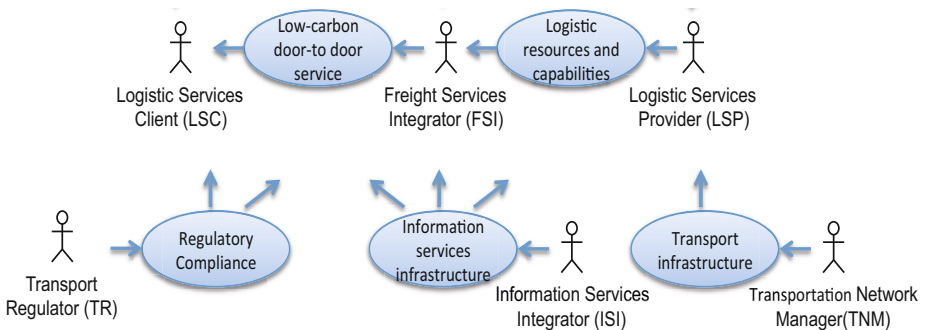 Low-carbon
door-to door
service
Logistic
resources and
capabilities
Logistic Services
Client (LSC)
Freight Services
Integrator (FSI)
Logistic Services
Provider (LSP)
Regulatory
Compliance
Information
services
infrastructure
Transport
infrastructure
Transport
Regulator (TR)
Information Services
Integrator (ISI)
Transportation Network
Manager(TNM)